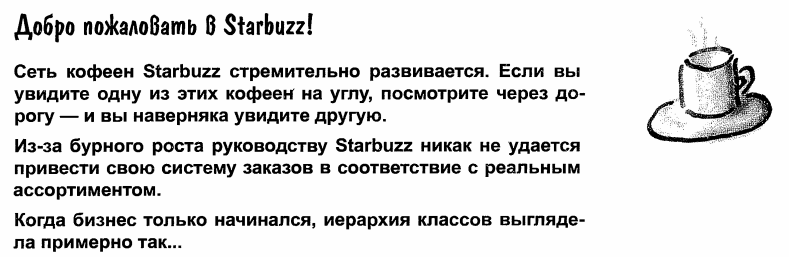 Добро пожаловать в Starbuzz!
Сеть кофеен Starbuzz стремительно развивается. Если вы
увидите одну из этих кофеен на углу, посмотрите через до-
рогу — и вы наверняка увидите другую.
Из-за бурного роста руководству Starbuzz никак не удается
привести свою систему заказов в соответствие с реальным
ассортиментом.
Когда бизнес только начинался, иерархия классов выгляде-
ла примерно так...